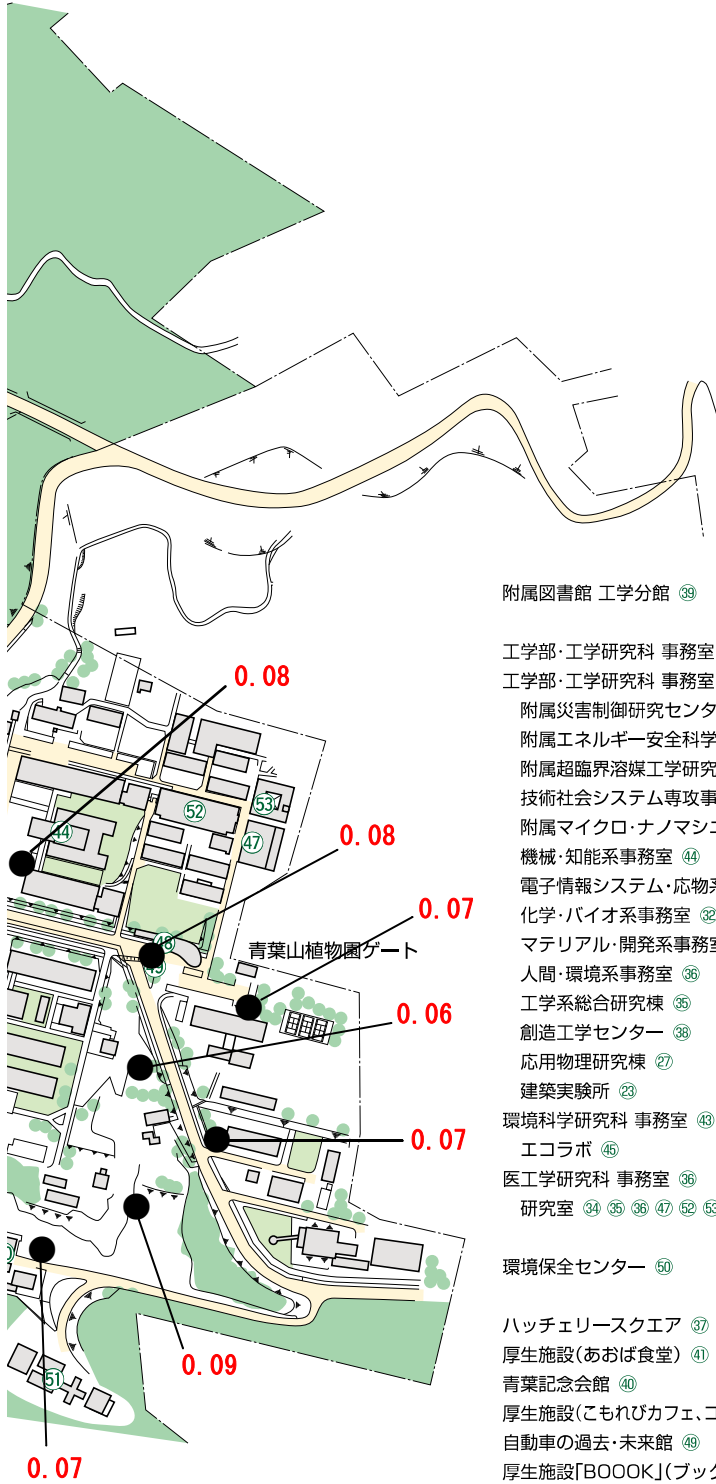 附属図書館 工学分館 ㊴
工学部・工学研究科 事務室
工学部・工学研究科 事務室
附属災害制御研究センタ
附属エネルギー安全科学
附属超臨界溶媒工学研究
技術社会システム専攻事
附属マイクロ・ナノマシニ
機械・知能系事務室 ㊹
電子情報システム・応物系
化学・バイオ系事務室 ㉜
マテリアル・開発系事務室
人間・環境系事務室 ㊱
工学系総合研究棟 ㉟
創造工学センター ㊳
応用物理研究棟 ㉗
建築実験所 ㉓
環境科学研究科 事務室 ㊸
エコラボ ㊺
医工学研究科 事務室 ㊱
研究室 ㉞ ㉟ ㊱ ㊼ 52 53
環境保全センター ㊿
ハッチェリースクエア ㊲
厚生施設(あおば食堂) ㊶
青葉記念会館 ㊵
厚生施設(こもれびカフェ、コ
自動車の過去・未来館 ㊾
厚生施設「BOOOK」(ブック
0.08
52
53
㊹
㊼
0.08
0.07
㊽
青葉山植物園ゲート
㊾
0.06
0.07
0.09
51
0.07